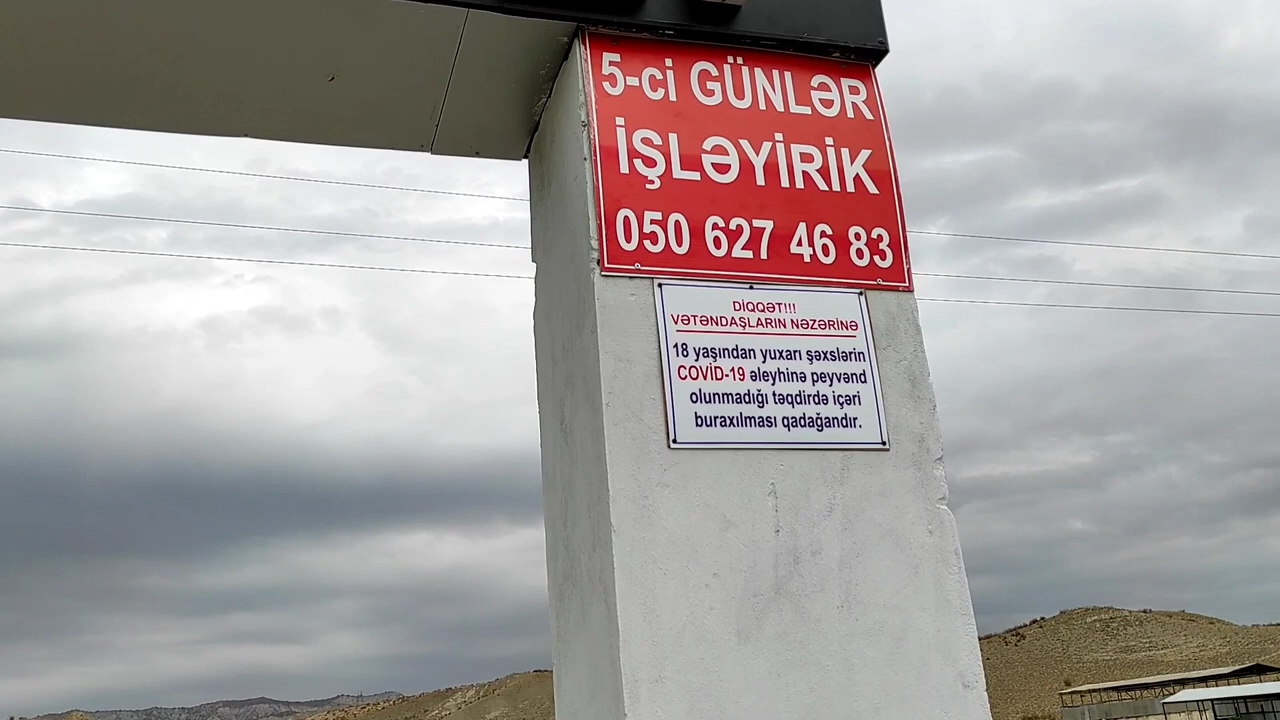 5-ci GÜNLƏR
İŞLƏYİRİK
050 627 46 83
DİQQƏT!!!
VƏTƏNDAŞLARIN NƏZƏRİNƏ
18 yaşından yuxarı şəxslərin
COVİD-19 əleyhinə peyvənd
olunmadığı təqdirdə içəri
buraxılması qadağandır.